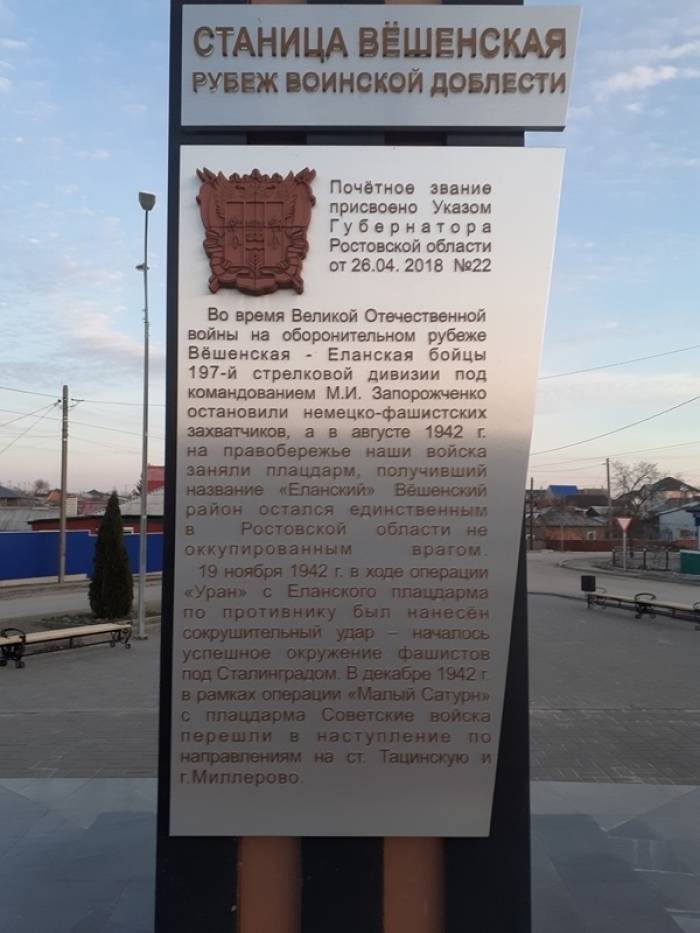 СТАНИЦА ВЁШЕНСКАЯ
РУБЕЖ ВОИНСКОЙ ДОБЛЕСТИ
Почётное звание
присвоено Указом
Губернатора
Ростовской области
от 26.04. 2018 №22
Во время Великой Отечественной
войны на оборонительном рубеже
Вёшенская - Еланская бойцы
197-й стрелковой дивизии под
командованием М.И. Запорожченко
остановили немецко-фашистских
захватчиков, а в августе 1942 г.
на правобережье наши войска
заняли плацдарм, получивший
название «Еланский» Вёшенский
район остался единственным
в Ростовской области не
оккупированным врагом.
19 ноября 1942 г. в ходе операции
«Уран» с Еланского плацдарма
по противнику был нанесён
сокрушительный удар – началось
успешное окружение фашистов
под Сталинградом. В декабре 1942 г.
в рамках операции «Малый Сатурн»
с плацдарма Советские войска
перешли в наступление по
направлениям на ст. Тацинскую и
г.Миллерово.